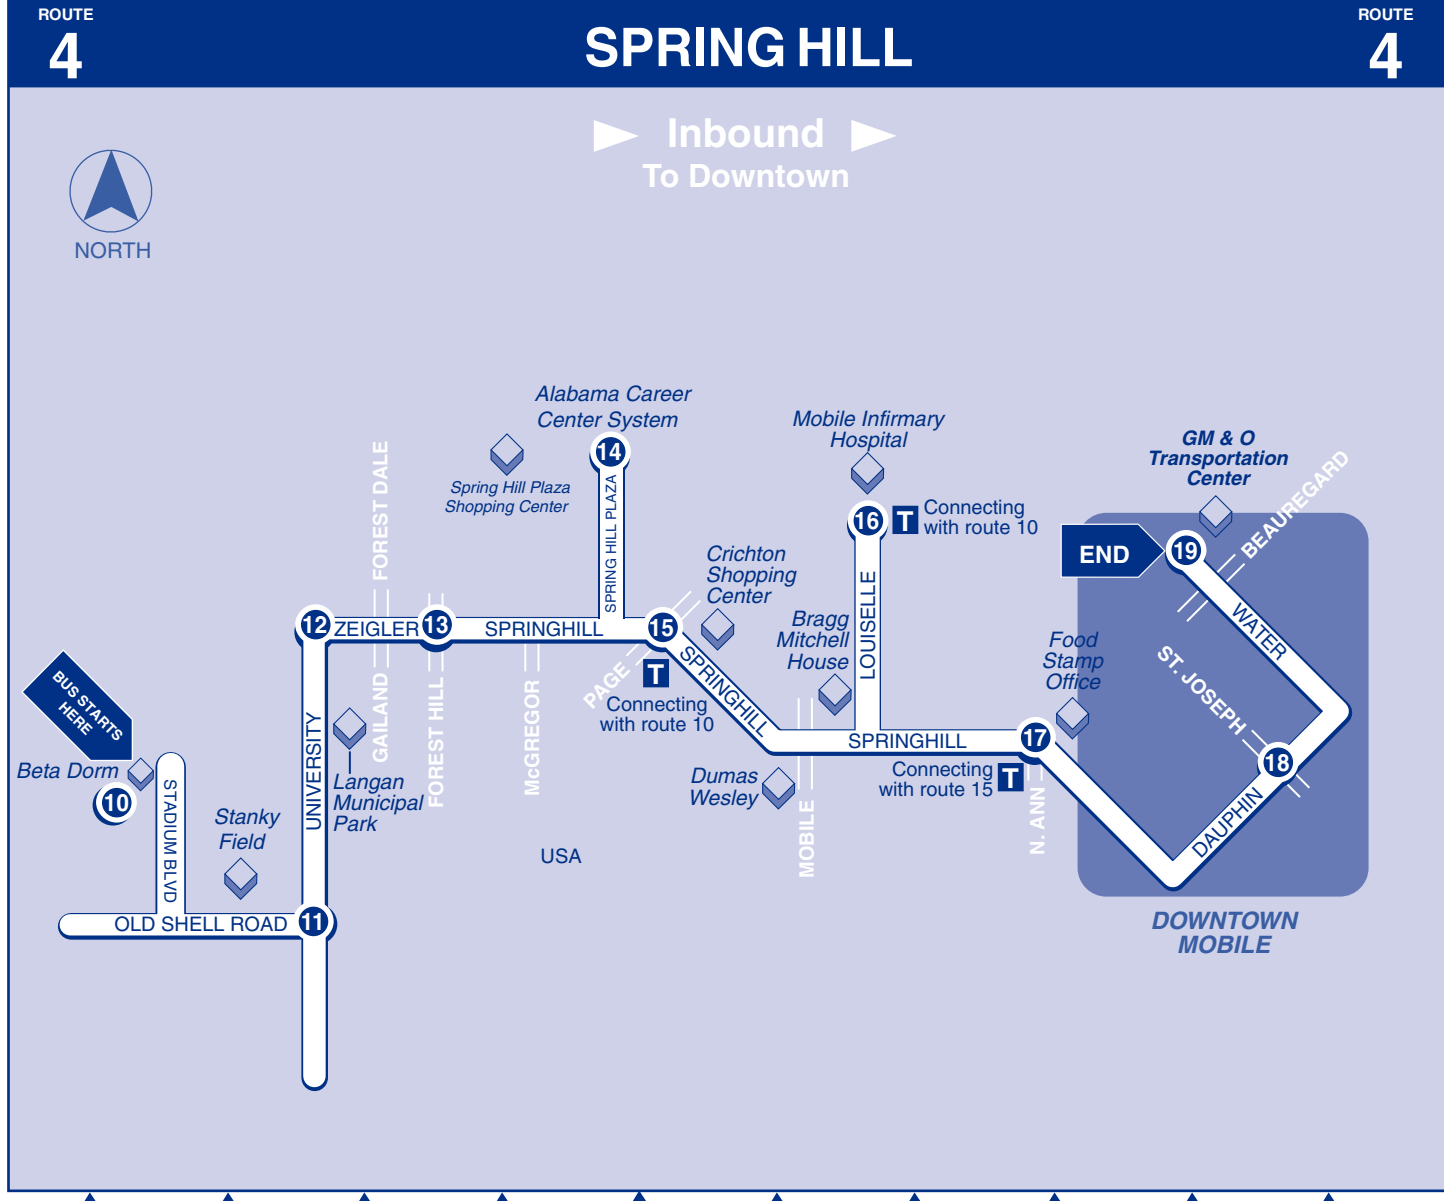 ROUTE
4
SPRING HILL
ROUTE
4
Inbound
To Downtown
NORTH
Alabama Career
Center System
14
Spring Hill Plaza
Shopping Center
SPRING HILL PLAZA
Mobile Infirmary
Hospital
16
T
Connecting
with route 10
GM & O
Transportation
Center
BEAUREGARD
END
19
WATER
FOREST DALE
GAILAND
12
ZEIGLER
13
SPRINGHILL
15
Crichton
Shopping
Center
PAGE
T
Connecting
with route 10
SPRINGHILL
Bragg
Mitchell
House
LOUISELLE
Food
Stamp
Office
ST. JOSEPH
BUS STARTS
HERE
Beta Dorm
10
STADIUM BLVD
Stanky
Field
UNIVERSITY
Langan
Municipal
Park
FOREST HILL
McGREGOR
USA
Dumas
Wesley
MOBILE
SPRINGHILL
17
Connecting
with route 15
T
N. ANN
18
DAUPHIN
OLD SHELL ROAD
11
DOWNTOWN
MOBILE